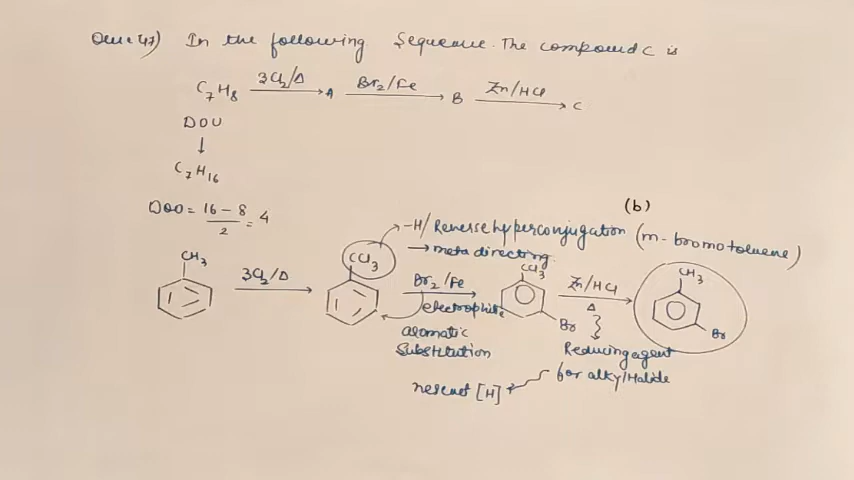 Que 47) In the following Sequence. The compound C is
C7H8 3Cl2/Δ A Br2/Fe B Zn/HCl C
DOU
↓
C7H16
DOU = 16-8/2 = 4
(b)
-H/ Reverse hyperconjugation (m-bromotoluene)
→ meta directing
CH3 3Cl2/Δ CCl3 Br2/Fe CCl3 Br Zn/HCl Δ CH3 Br
electrophilic
aromatic
Substitution
Reducing agent
for alkyl Halide
nascent [H]